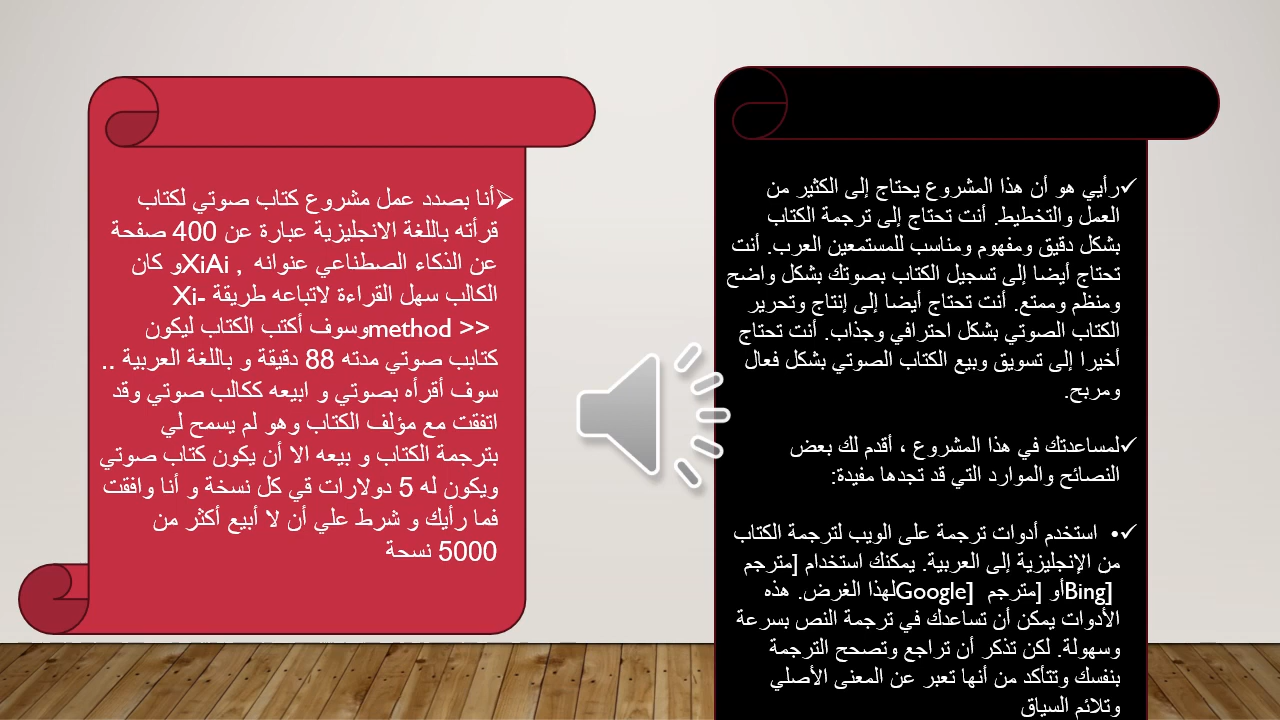 ➢أنا بصدد عمل مشروع كتاب صوتي لكتاب
قرأته باللغة الانجليزية عبارة عن 400 صفحة
عن الذكاء الصطناعي عنوانه , XiAiو كان
الكالب سهل القراءة لاتباعه طريقة Xi-
method >>وسوف أكتب الكتاب ليكون
كتابب صوتي مدته 88 دقيقة و باللغة العربية ..
سوف أقرأه بصوتي و ابيعه ككالب صوتي وقد
اتفقت مع مؤلف الكتاب وهو لم يسمح لي
بترجمة الكتاب و بيعه الا أن يكون كتاب صوتي
ويكون له 5 دولارات قي كل نسخة و أنا وافقت
فما رأيك و شرط علي أن لا أبيع أكثر من
5000 نسحة
✓رأيي هو أن هذا المشروع يحتاج إلى الكثير من
العمل والتخطيط. أنت تحتاج إلى ترجمة الكتاب
بشكل دقيق ومفهوم ومناسب للمستمعين العرب. أنت
تحتاج أيضا إلى تسجيل الكتاب بصوتك بشكل واضح
ومنظم وممتع. أنت تحتاج أيضا إلى إنتاج وتحرير
الكتاب الصوتي بشكل احترافي وجذاب. أنت تحتاج
أخيرا إلى تسويق وبيع الكتاب الصوتي بشكل فعال
ومربح.
✓لمساعدتك في هذا المشروع ، أقدم لك بعض
النصائح والموارد التي قد تجدها مفيدة:
✓• استخدم أدوات ترجمة على الويب لترجمة الكتاب
من الإنجليزية إلى العربية. يمكنك استخدام [مترجم
Bing]أو [مترجم Google]لهذا الغرض. هذه
الأدوات يمكن أن تساعدك في ترجمة النص بسرعة
وسهولة. لكن تذكر أن تراجع وتصحح الترجمة
بنفسك وتتأكد من أنها تعبر عن المعنى الأصلي
وتلائم السياق